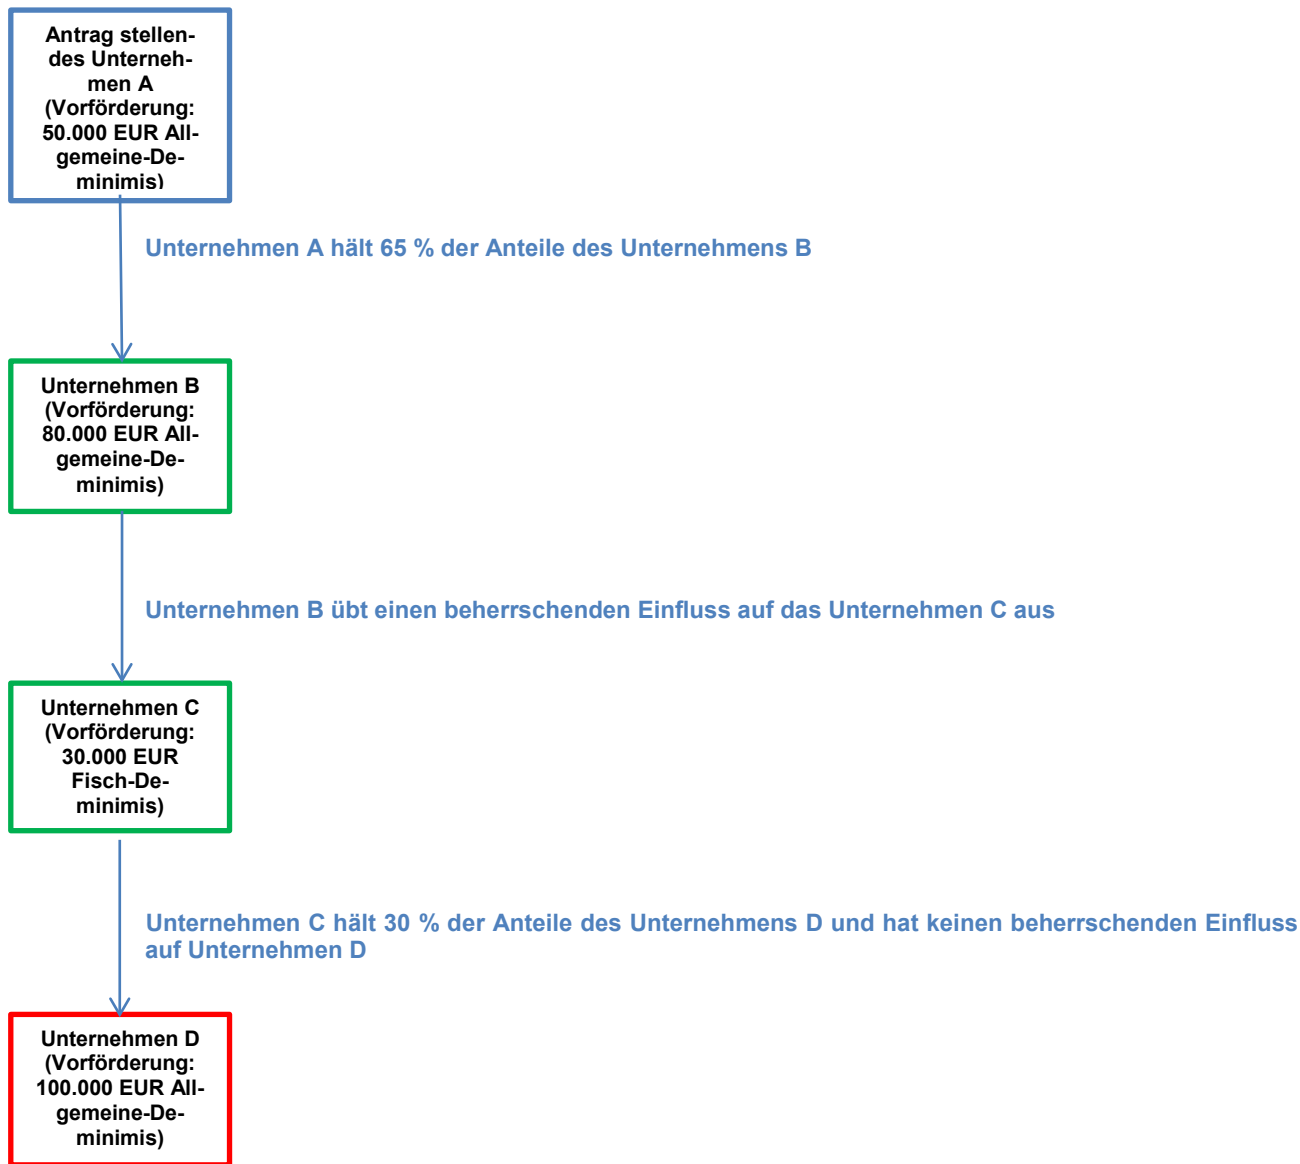 Antrag stellen-
des Unterneh-
men A
(Vorförderung:
50.000 EUR All-
gemeine-De-
minimis)
Unternehmen A hält 65 % der Anteile des Unternehmens B
Unternehmen B
(Vorförderung:
80.000 EUR All-
gemeine-De-
minimis)
Unternehmen B übt einen beherrschenden Einfluss auf das Unternehmen C aus
Unternehmen C
(Vorförderung:
30.000 EUR
Fisch-De-
minimis)
Unternehmen C hält 30 % der Anteile des Unternehmens D und hat keinen beherrschenden Einfluss
auf Unternehmen D
Unternehmen D
(Vorförderung:
100.000 EUR All-
gemeine-De-
minimis)